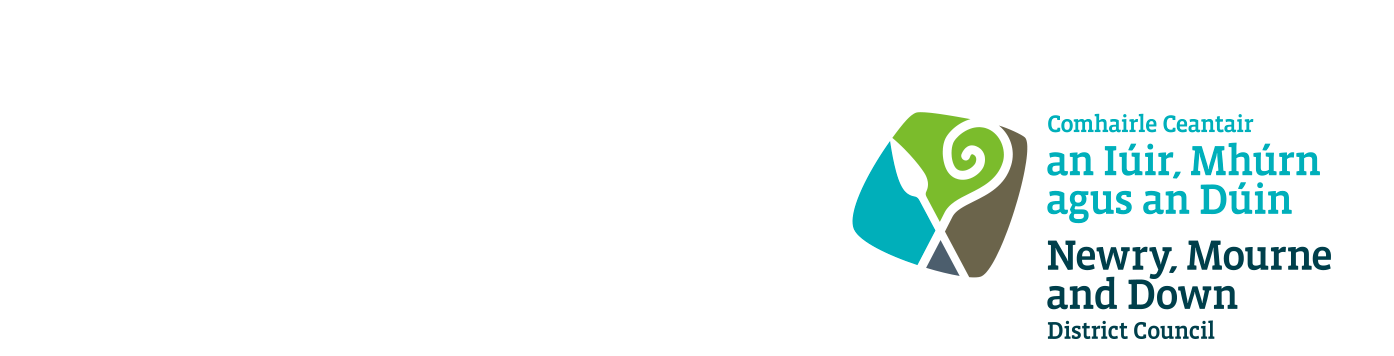 Comhairle Ceantair
an Iúir, Mhúrn
agus an Dúin
Newry, Mourne
and Down
District Council